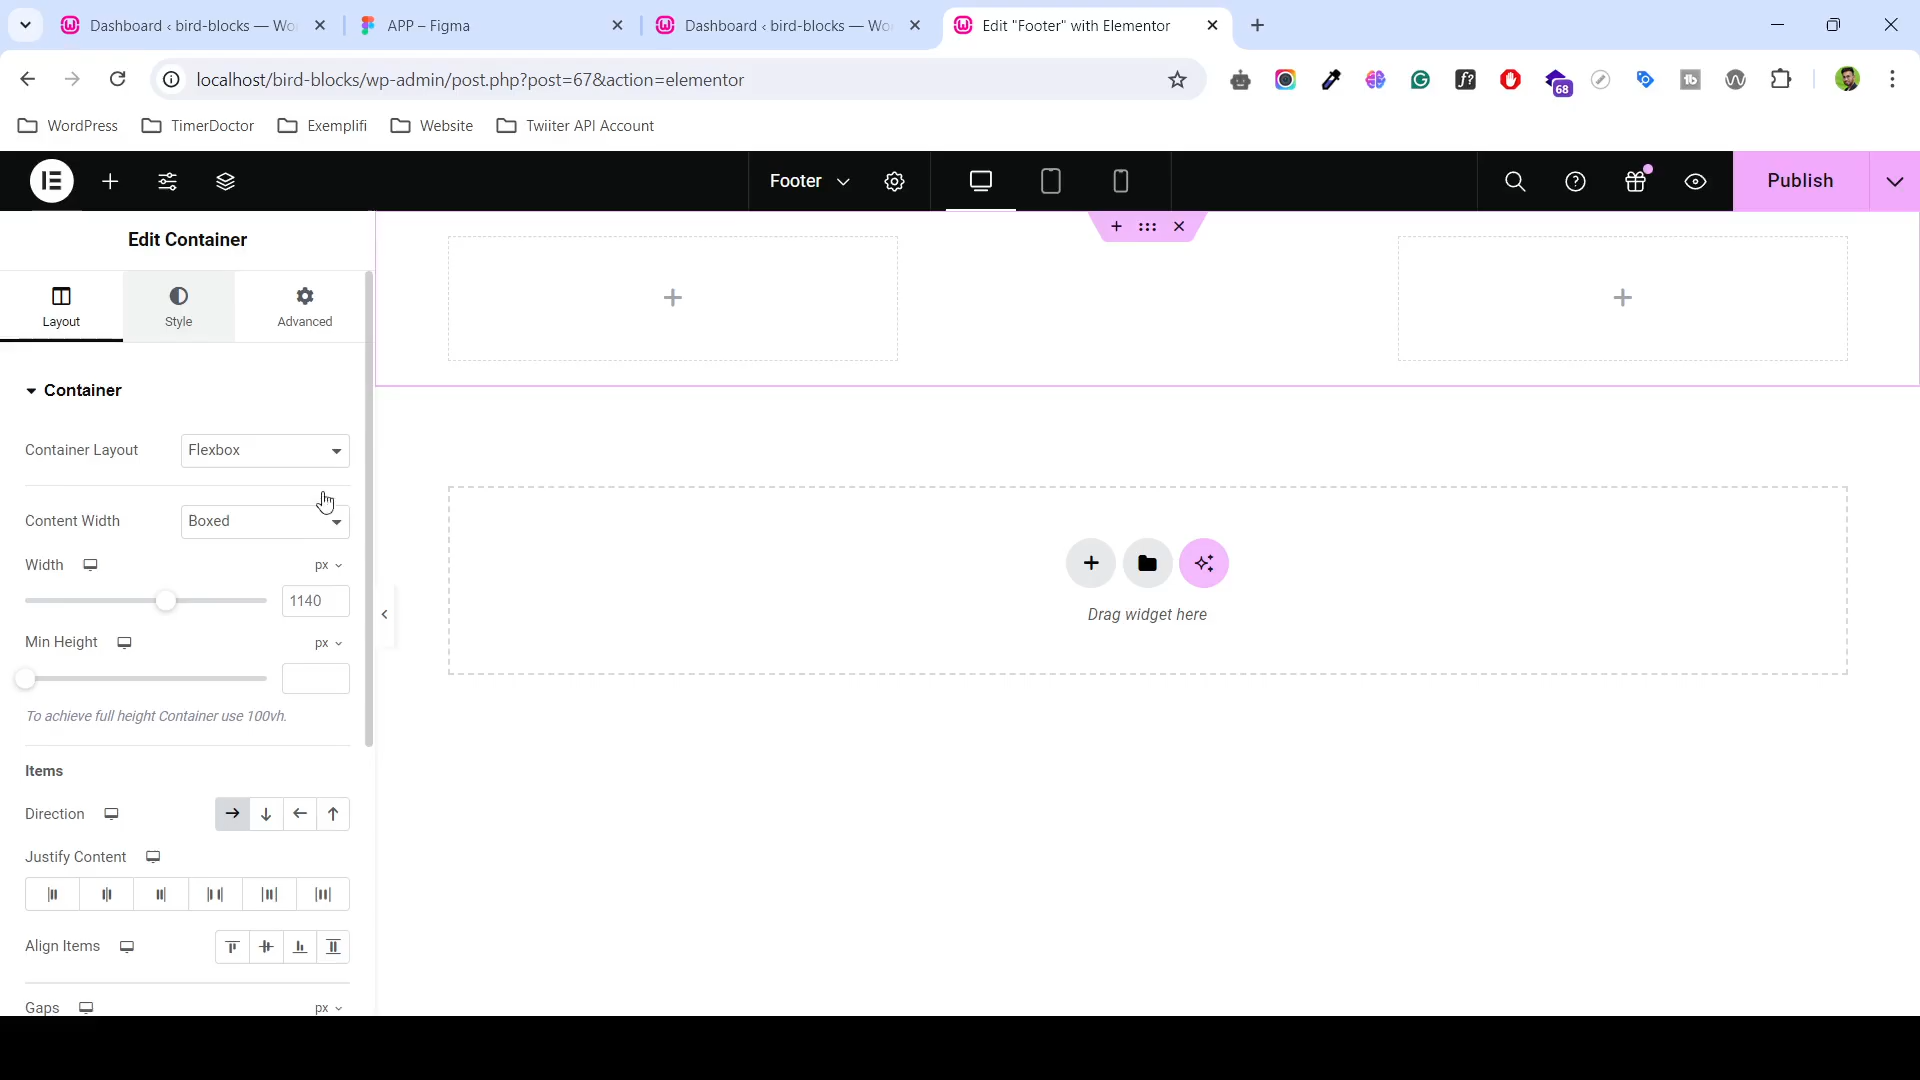 Dashboard ‹ bird-blocks — Wo
APP – Figma
Dashboard ‹ bird-blocks — Wo
Edit "Footer" with Elementor
localhost/bird-blocks/wp-admin/post.php?post=67&action=elementor
68
WordPress
TimerDoctor
Exemplifi
Website
Twiiter API Account
Footer
Publish
Edit Container
Layout
Style
Advanced
Container
Container Layout
Flexbox
Content Width
Boxed
Width
px
1140
Min Height
px
To achieve full height Container use 100vh.
Items
Direction
Justify Content
Align Items
Gaps
px
Drag widget here